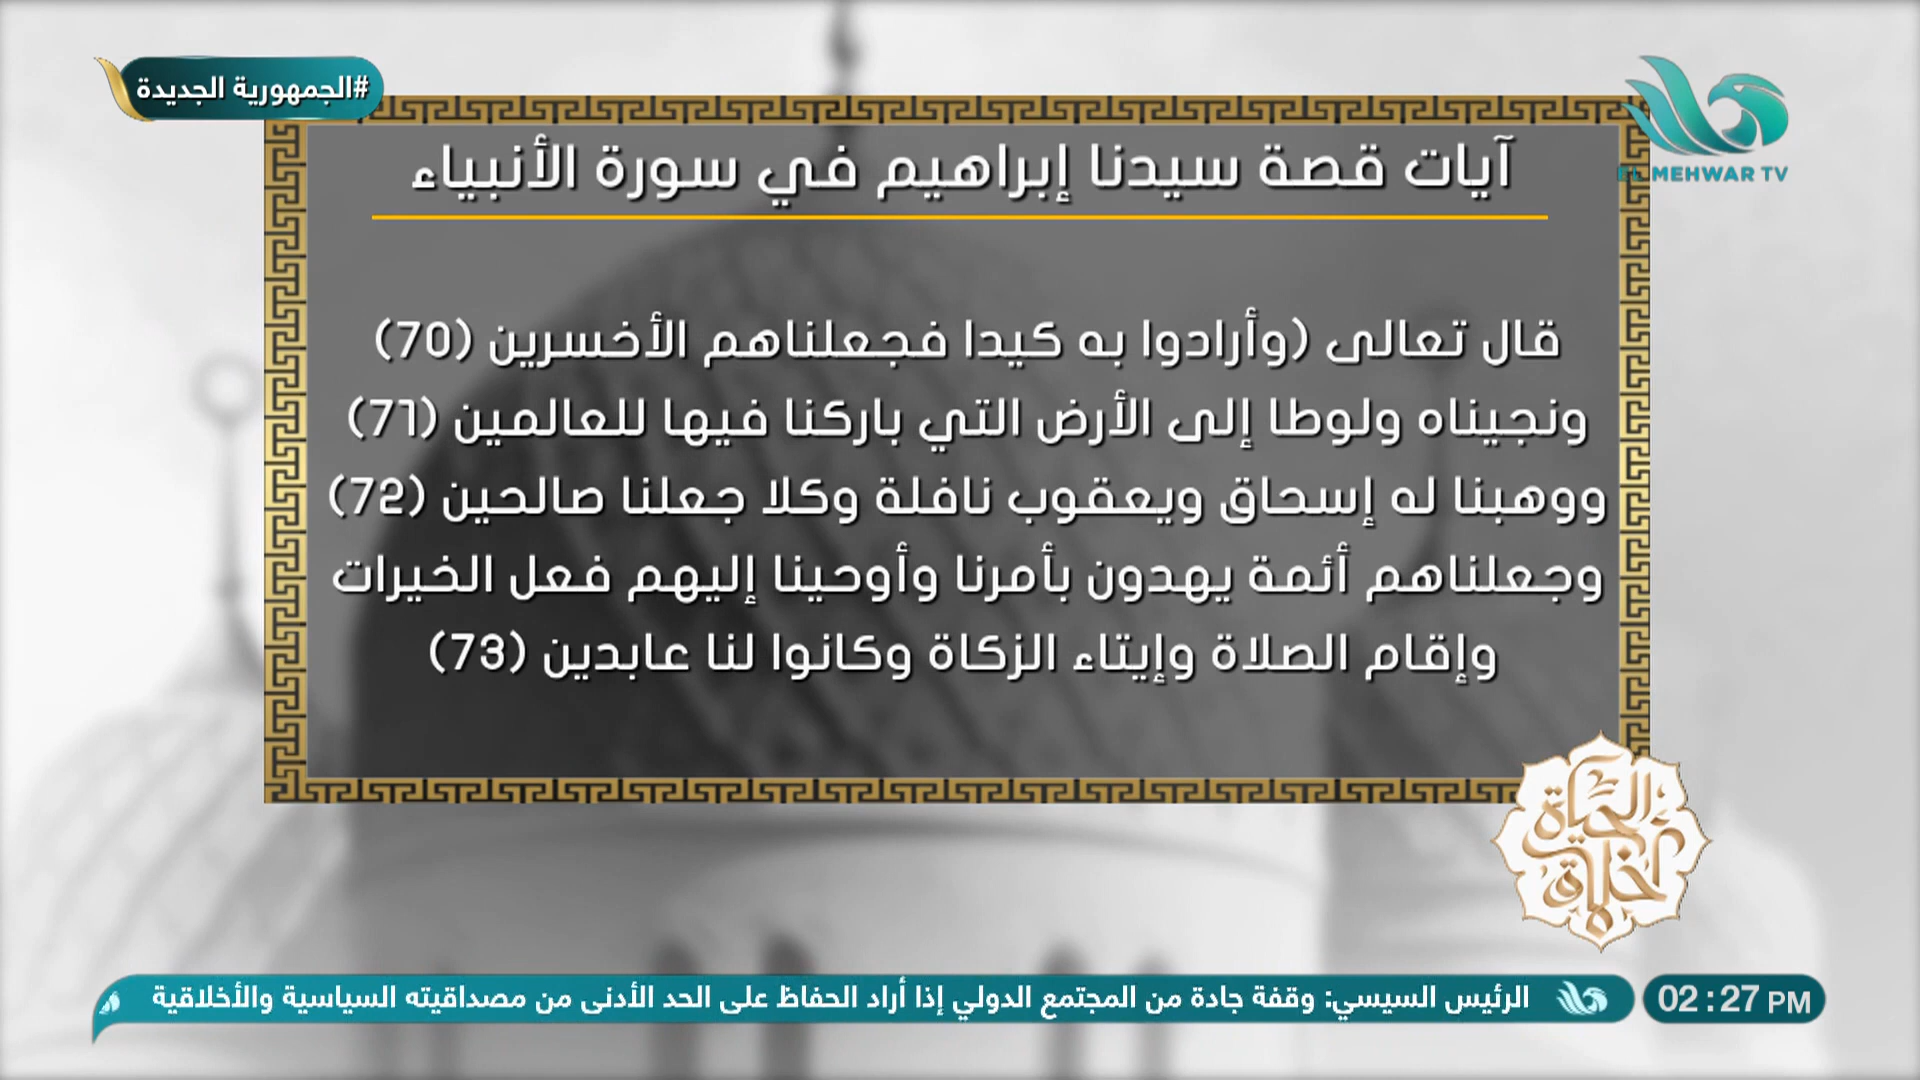 #الجمهورية الجديدة
EL MEHWAR TV
آيات قصة سيدنا إبراهيم في سورة الأنبياء
قال تعالى (وأرادوا به كيدا فجعلناهم الأخسرين (70)
ونجيناه ولوطا إلى الأرض التي باركنا فيها للعالمين (71)
ووهبنا له إسحاق ويعقوب نافلة وكلا جعلنا صالحين (72)
وجعلناهم أئمة يهدون بأمرنا وأوحينا إليهم فعل الخيرات
وإقام الصلاة وإيتاء الزكاة وكانوا لنا عابدين (73)
الحياة
أخلاق
الرئيس السيسي: وقفة جادة من المجتمع الدولي إذا أراد الحفاظ على الحد الأدنى من مصداقيته السياسية والأخلاقية
02:27 PM